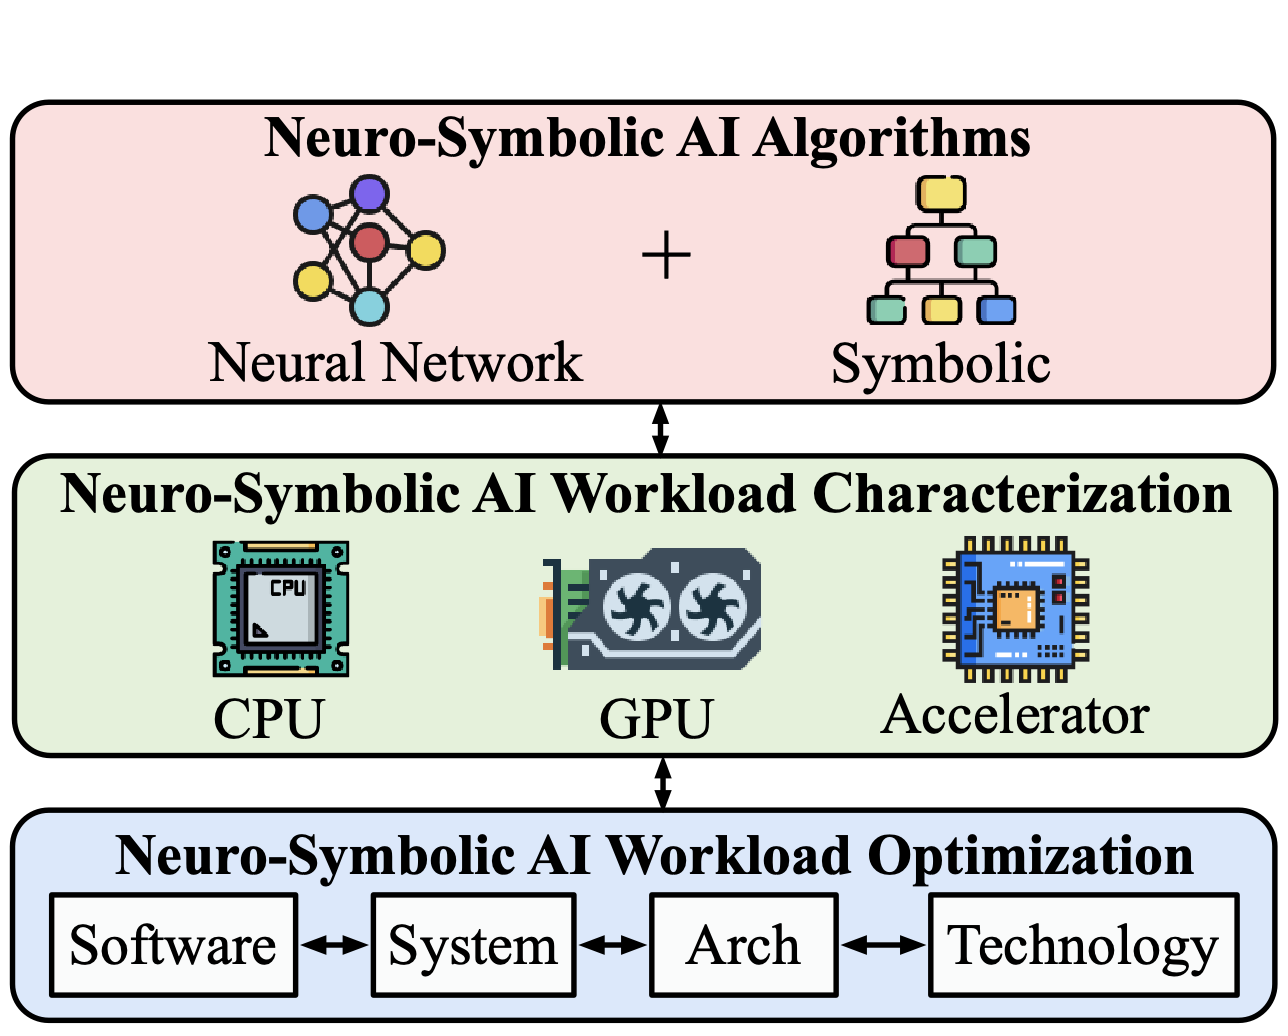 Neuro-Symbolic AI Algorithms
+
Neural Network
Symbolic
Neuro-Symbolic AI Workload Characterization
CPU
CPU
GPU
Accelerator
Neuro-Symbolic AI Workload Optimization
Software
System
Arch
Technology